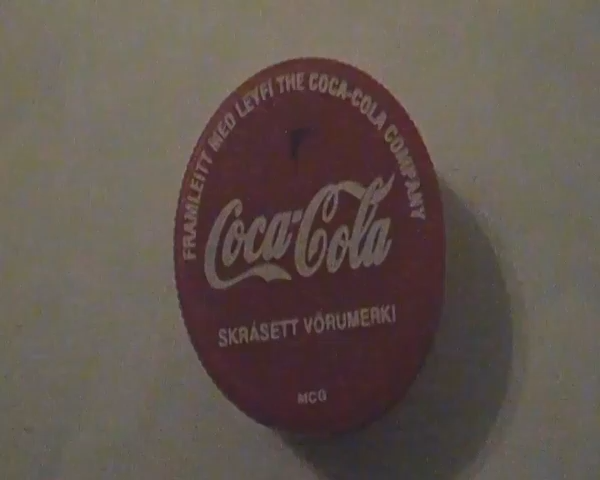 FRAMLEITT MEÐ LEYFI THE COCA-COLA COMPANY
Coca-Cola
SKRÁSETT VÖRUMERKI
MCG